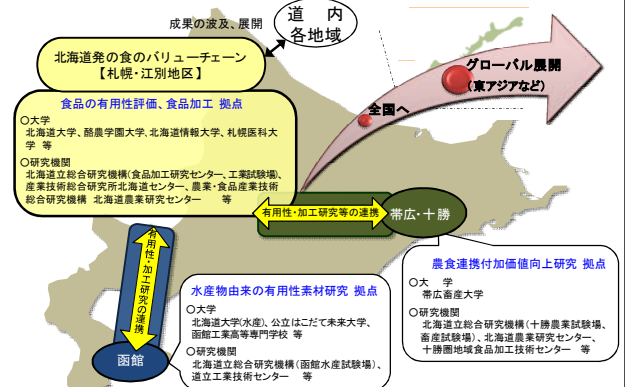 成果の波及、展開
道　内
各地域
北海道発の食のバリューチェーン
【札幌・江別地区】
グローバル展開
(東アジアなど)
全国へ
食品の有用性評価、食品加工 拠点
○大学
北海道大学、酪農学園大学、北海道情報大学、札幌医科大
学　等
○研究機関
北海道立総合研究機構(食品加工研究センター、工業試験場)、
産業技術総合研究所北海道センター、農業・食品産業技術
総合研究機構　北海道農業研究センター　　等
有用性・加工研究等の連携
帯広・十勝
有用性・加工研究の連携
函館
水産物由来の有用性素材研究 拠点
○大学
北海道大学(水産)、公立はこだて未来大学、
函館工業高等専門学校 等
○研究機関
北海道立総合研究機構(函館水産試験場)、
道立工業技術センター　等
農食連携付加価値向上研究 拠点
○大　学
帯広畜産大学
○研究機関
北海道立総合研究機構(十勝農業試験場、
畜産試験場)、北海道農業研究センター、
十勝圏地域食品加工技術センター　等